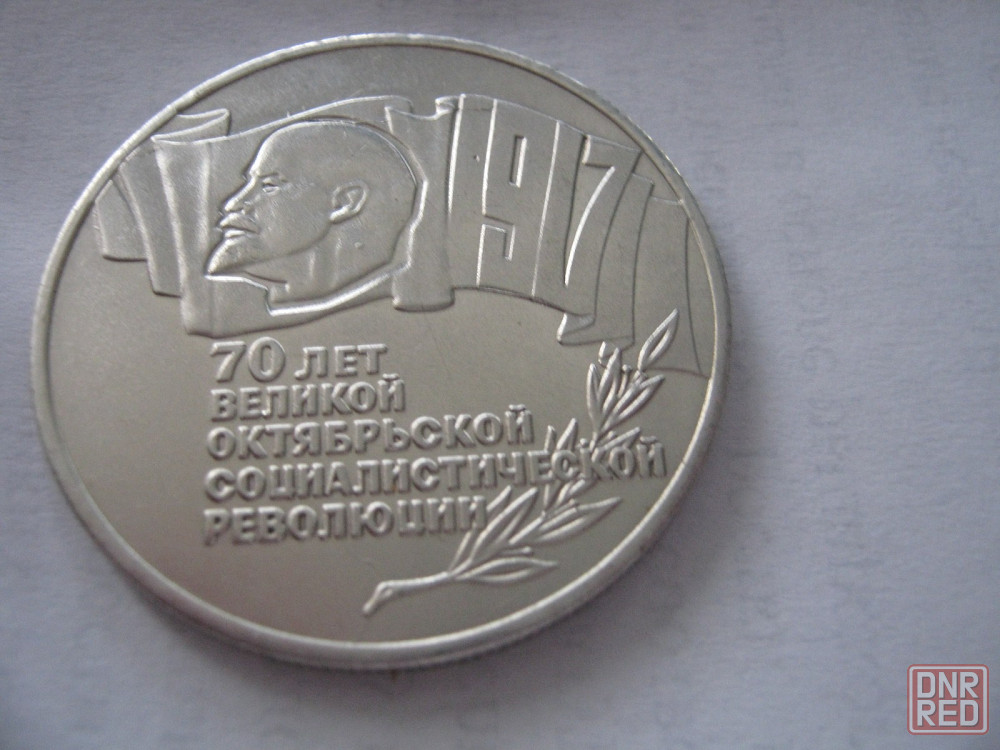 1917
70 ЛЕТ
ВЕЛИКОЙ
ОКТЯБРЬСКОЙ
СОЦИАЛИСТИЧЕСКОЙ
РЕВОЛЮЦИИ
DNR
RED